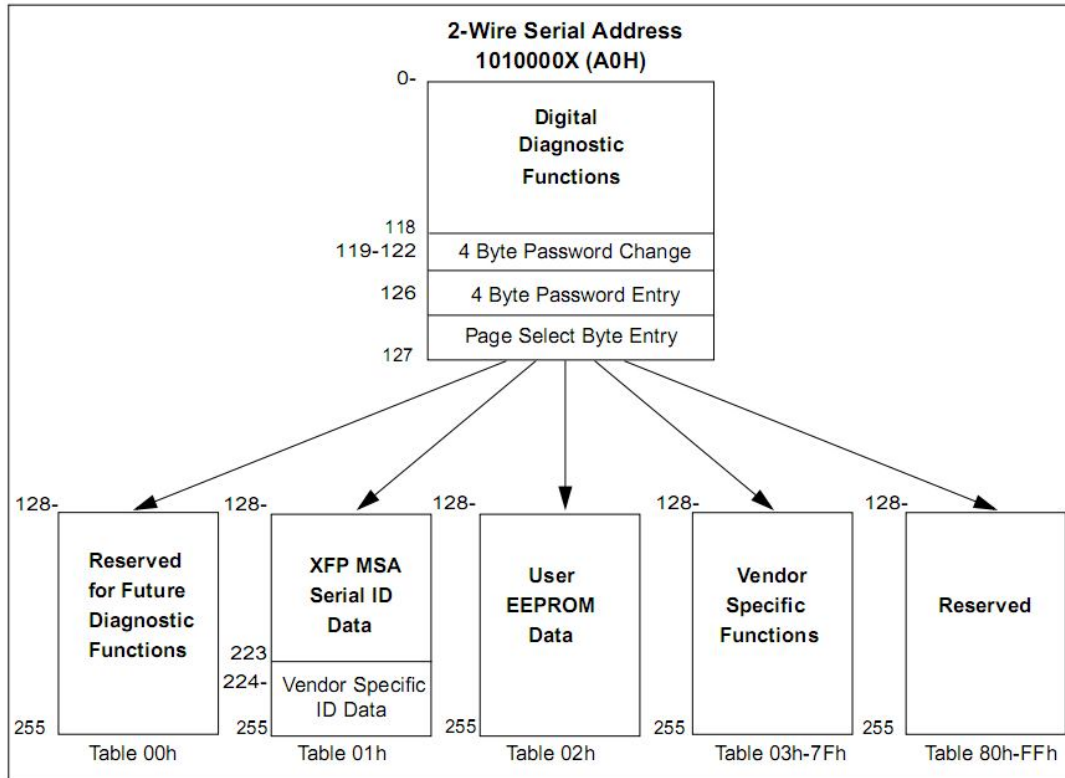 2-Wire Serial Address
1010000X (A0H)
0-
Digital
Diagnostic
Functions
118
119-122
4 Byte Password Change
126
4 Byte Password Entry
Page Select Byte Entry
127
128-
Reserved
for Future
Diagnostic
Functions
255
Table 00h
128-
XFP MSA
Serial ID
Data
223
224-
Vendor Specific
ID Data
255
Table 01h
128-
User
EEPROM
Data
255
Table 02h
128-
Vendor
Specific
Functions
255
Table 03h-7Fh
128-
Reserved
255
Table 80h-FFh